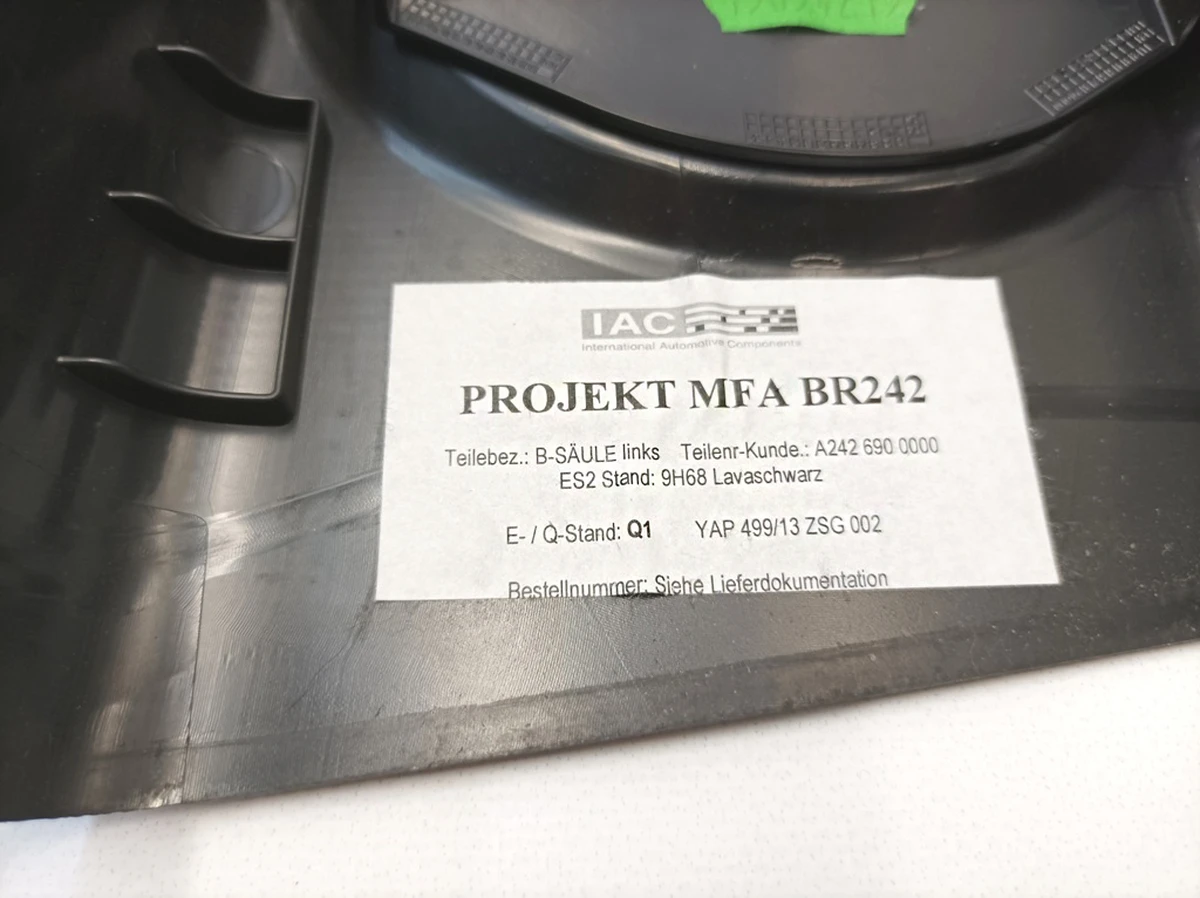 IAC
International Automotive Components
PROJEKT MFA BR242
Teilebez.: B-SÄULE links Teilenr-Kunde.: A242 690 0000
ES2 Stand: 9H68 Lavaschwarz
E- / Q-Stand: Q1 YAP 499/13 ZSG 002
Bestellnummer: Siehe Lieferdokumentation